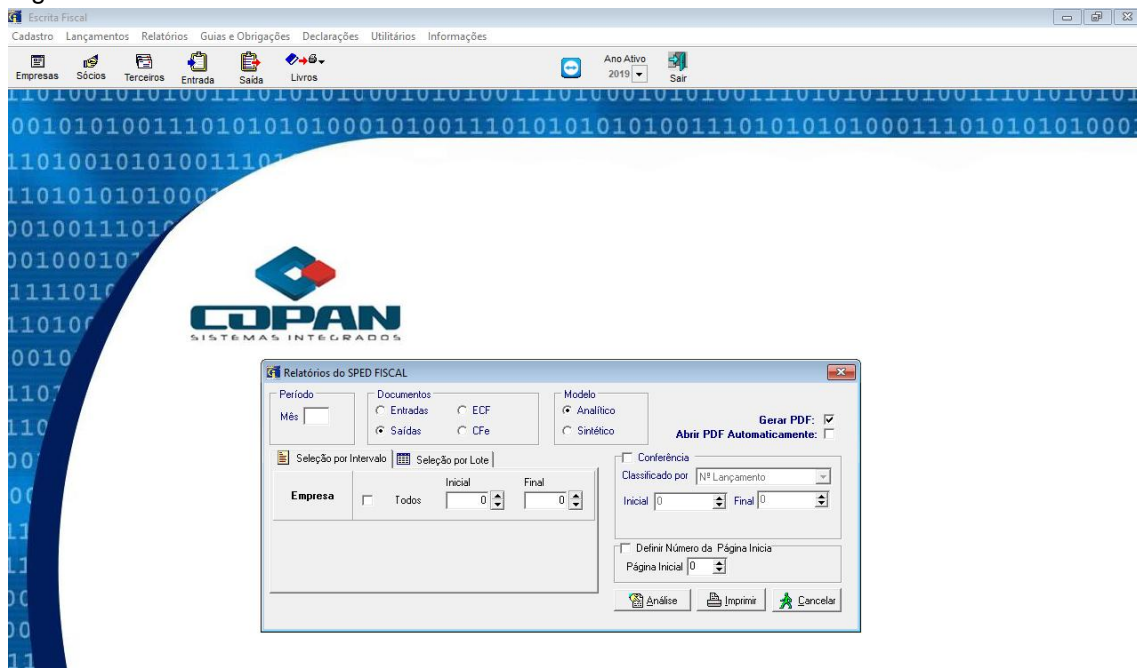 Escrita Fiscal
Cadastro Lançamentos Relatórios Guias e Obrigações Declarações Utilitários Informações
Empresas Sócios Terceiros Entrada Saída Livros Ano Ativo 2019 Sair
COPAN
SISTEMAS INTEGRADOS
Relatórios do SPED FISCAL
Período Documentos Modelo
Mês Entradas ECF Analítico Gerar PDF:
Saídas CFe Sintético Abrir PDF Automaticamente:
Seleção por Intervalo Seleção por Lote Conferência
Classificado por Nº Lançamento
Inicial Final
Empresa Todos 0 0 Inicial 0 Final 0
Definir Número da Página Inicia
Página Inicial 0
Análise Imprimir Cancelar